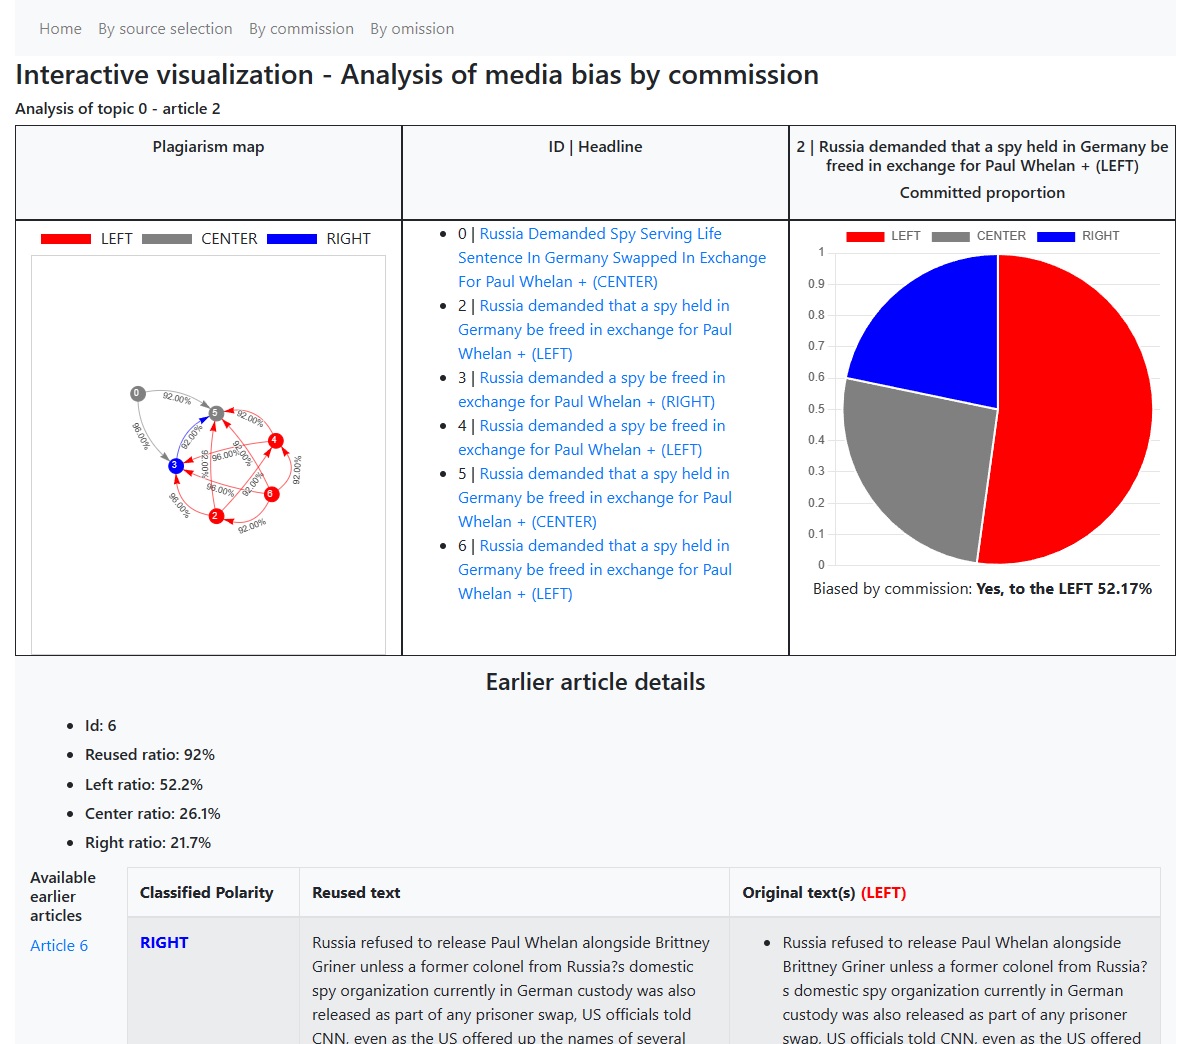 Home By source selection By commission By omission
Interactive visualization - Analysis of media bias by commission
Analysis of topic 0 - article 2
Plagiarism map
ID | Headline
2 | Russia demanded that a spy held in Germany be
freed in exchange for Paul Whelan + (LEFT)
Committed proportion
LEFT CENTER RIGHT
0
92.00%
5
92.00%
96.00%
92.00%
4
92.00%
96.00%
3
92.00%
92.00%
96.00%
92.00%
6
96.00%
2
92.00%
0 | Russia Demanded Spy Serving Life
Sentence In Germany Swapped In Exchange
For Paul Whelan + (CENTER)
2 | Russia demanded that a spy held in
Germany be freed in exchange for Paul
Whelan + (LEFT)
3 | Russia demanded a spy be freed in
exchange for Paul Whelan + (RIGHT)
4 | Russia demanded a spy be freed in
exchange for Paul Whelan + (LEFT)
5 | Russia demanded that a spy held in
Germany be freed in exchange for Paul
Whelan + (CENTER)
6 | Russia demanded that a spy held in
Germany be freed in exchange for Paul
Whelan + (LEFT)
LEFT CENTER RIGHT
1
0.9
0.8
0.7
0.6
0.5
0.4
0.3
0.2
0.1
0
Biased by commission: Yes, to the LEFT 52.17%
Earlier article details
Id: 6
Reused ratio: 92%
Left ratio: 52.2%
Center ratio: 26.1%
Right ratio: 21.7%
Available
earlier
articles
Article 6
Classified Polarity
Reused text
Original text(s) (LEFT)
RIGHT
Russia refused to release Paul Whelan alongside Brittney
Griner unless a former colonel from Russia?s domestic
spy organization currently in German custody was also
released as part of any prisoner swap, US officials told
CNN, even as the US offered up the names of several
Russia refused to release Paul Whelan alongside
Brittney Griner unless a former colonel from Russia?
s domestic spy organization currently in German
custody was also released as part of any prisoner
swap, US officials told CNN, even as the US offered